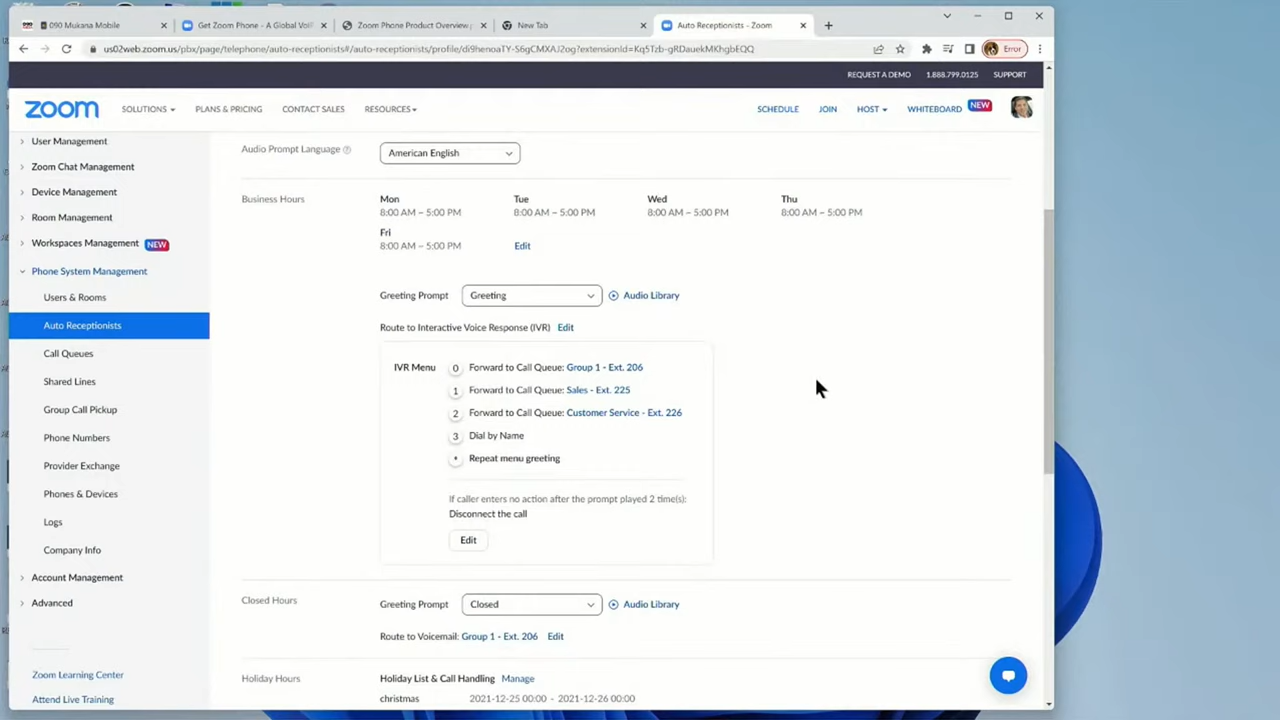 090 Mukana Mobile
Get Zoom Phone - A Global Voi
Zoom Phone Product Overview.p
New Tab
Auto Receptionists - Zoom
us02web.zoom.us/pbx/page/telephone/auto-receptionists#/auto-receptionists/profile/di9henoaTY-S6gCMXAJ2og?extensionId=Kq5Tzb-gRDauekMKhgbEQQ
Error
REQUEST A DEMO 1.888.799.0125 SUPPORT
zoom SOLUTIONS PLANS & PRICING CONTACT SALES RESOURCES SCHEDULE JOIN HOST WHITEBOARD NEW
User Management
Zoom Chat Management
Device Management
Room Management
Workspaces Management NEW
Phone System Management
Users & Rooms
Auto Receptionists
Call Queues
Shared Lines
Group Call Pickup
Phone Numbers
Provider Exchange
Phones & Devices
Logs
Company Info
Account Management
Advanced
Zoom Learning Center
Attend Live Training
Audio Prompt Language American English
Business Hours
Mon Tue Wed Thu
8:00 AM – 5:00 PM 8:00 AM – 5:00 PM 8:00 AM – 5:00 PM 8:00 AM – 5:00 PM
Fri
8:00 AM – 5:00 PM Edit
Greeting Prompt Greeting Audio Library
Route to Interactive Voice Response (IVR) Edit
IVR Menu 0 Forward to Call Queue: Group 1 - Ext. 206
1 Forward to Call Queue: Sales - Ext. 225
2 Forward to Call Queue: Customer Service - Ext. 226
3 Dial by Name
* Repeat menu greeting
If caller enters no action after the prompt played 2 time(s):
Disconnect the call
Edit
Closed Hours
Greeting Prompt Closed Audio Library
Route to Voicemail: Group 1 - Ext. 206 Edit
Holiday Hours Holiday List & Call Handling Manage
christmas 2021-12-25 00:00 - 2021-12-26 00:00